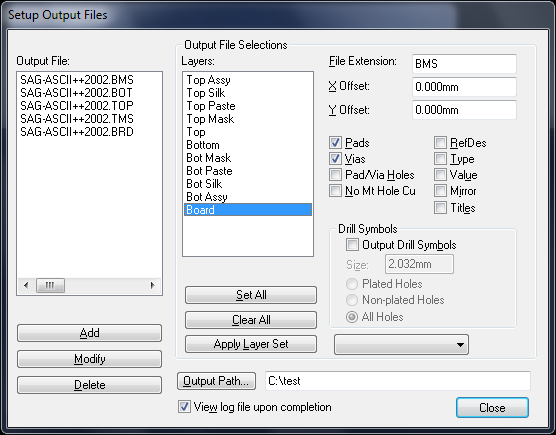 Setup Output Files
Output File:
SAG-ASCII++2002.BMS
SAG-ASCII++2002.BOT
SAG-ASCII++2002.TOP
SAG-ASCII++2002.TMS
SAG-ASCII++2002.BRD
Add
Modify
Delete
Output File Selections
Layers:
Top Assy
Top Silk
Top Paste
Top Mask
Top
Bottom
Bot Mask
Bot Paste
Bot Silk
Bot Assy
Board
Set All
Clear All
Apply Layer Set
File Extension: BMS
X Offset: 0.000mm
Y Offset: 0.000mm
Pads
Vias
Pad/Via Holes
No Mt Hole Cu
RefDes
Type
Value
Mirror
Titles
Drill Symbols
Output Drill Symbols
Size: 2.032mm
Plated Holes
Non-plated Holes
All Holes
Output Path... C:\test
View log file upon completion
Close